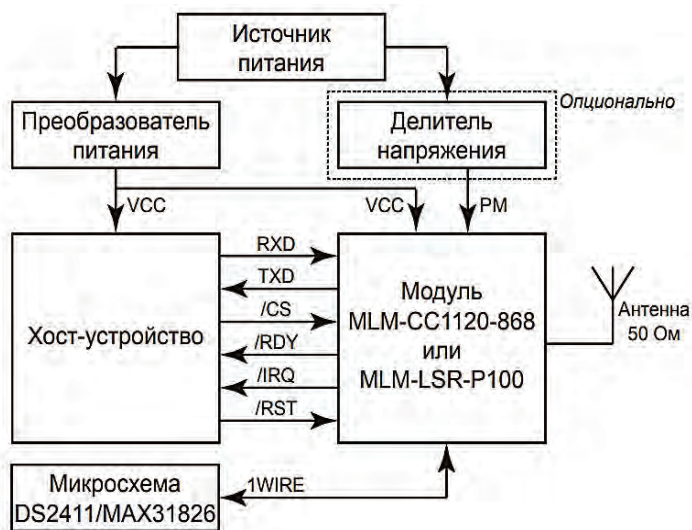 Источник
питания
Опционально
Преобразователь
питания
Делитель
напряжения
VCC
VCC
PM
Хост-устройство
RXD
TXD
/CS
/RDY
/IRQ
/RST
Модуль
MLM-CC1120-868
или
MLM-LSR-P100
Антенна
50 Ом
Микросхема
DS2411/MAX31826
1WIRE